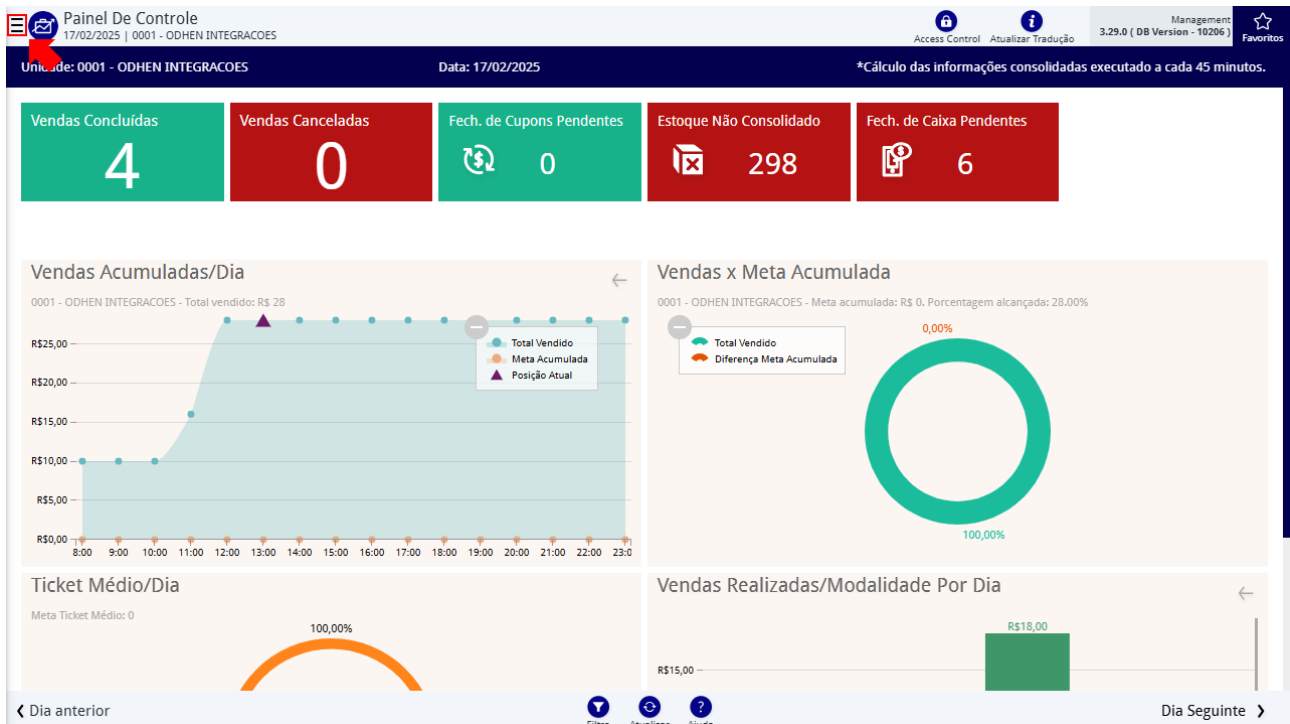 Painel De Controle
17/02/2025 | 0001 - ODHEN INTEGRACOES
Access Control
Atualizar Tradução
Management
3.29.0 ( DB Version - 10206 )
Favoritos
Unidade: 0001 - ODHEN INTEGRACOES
Data: 17/02/2025
*Cálculo das informações consolidadas executado a cada 45 minutos.
Vendas Concluídas
4
Vendas Canceladas
0
Fech. de Cupons Pendentes
0
Estoque Não Consolidado
298
Fech. de Caixa Pendentes
6
Vendas Acumuladas/Dia
0001 - ODHEN INTEGRACOES - Total vendido: R$ 28
R$25,00
R$20,00
R$15,00
R$10,00
R$5,00
R$0,00
8:00 9:00 10:00 11:00 12:00 13:00 14:00 15:00 16:00 17:00 18:00 19:00 20:00 21:00 22:00 23:0
Total Vendido
Meta Acumulada
Posição Atual
Vendas x Meta Acumulada
0001 - ODHEN INTEGRACOES - Meta acumulada: R$ 0. Porcentagem alcançada: 28.00%
Total Vendido
Diferença Meta Acumulada
0,00%
100,00%
Ticket Médio/Dia
Meta Ticket Médio: 0
100,00%
Vendas Realizadas/Modalidade Por Dia
R$18,00
R$15,00
Dia anterior
Filtro
Atualizar
Ajuda
Dia Seguinte